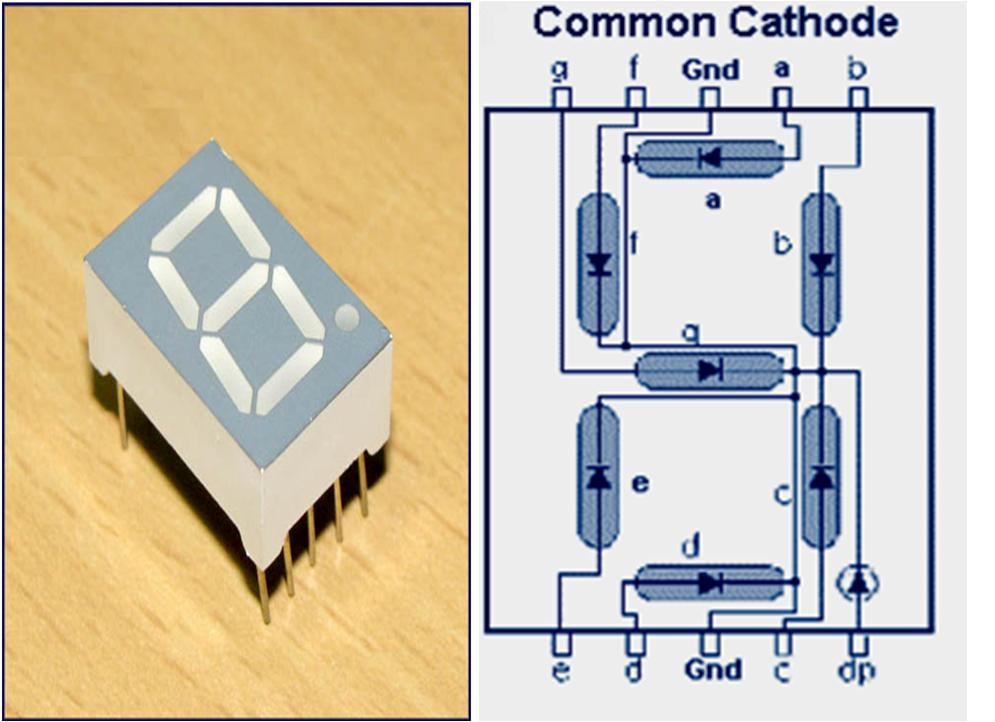 Common Cathode
g f Gnd a b
a
f b
g
e c
d
e d Gnd c dp